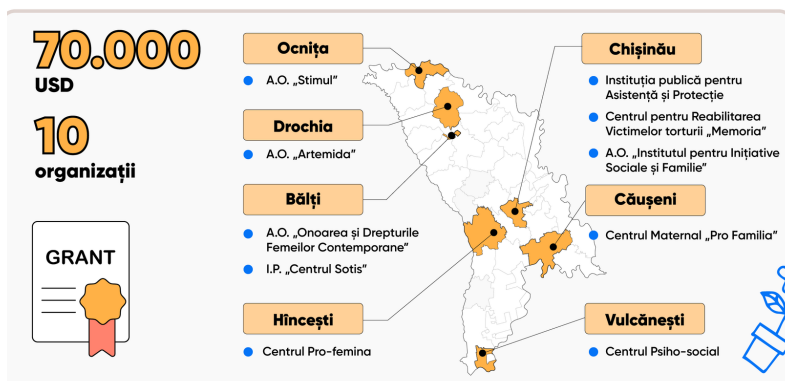 70.000
USD
10
organizații
GRANT
Ocnița
A.O. „Stimul”
Drochia
A.O. „Artemida”
Bălți
A.O. „Onoarea și Drepturile
Femeilor Contemporane”
I.P. „Centrul Sotis”
Hîncești
Centrul Pro-femina
Chișinău
Instituția publică pentru
Asistență și Protecție
Centrul pentru Reabilitarea
Victimelor torturii „Memoria”
A.O. „Institutul pentru Inițiative
Sociale și Familie”
Căușeni
Centrul Maternal „Pro Familia”
Vulcănești
Centrul Psiho-social